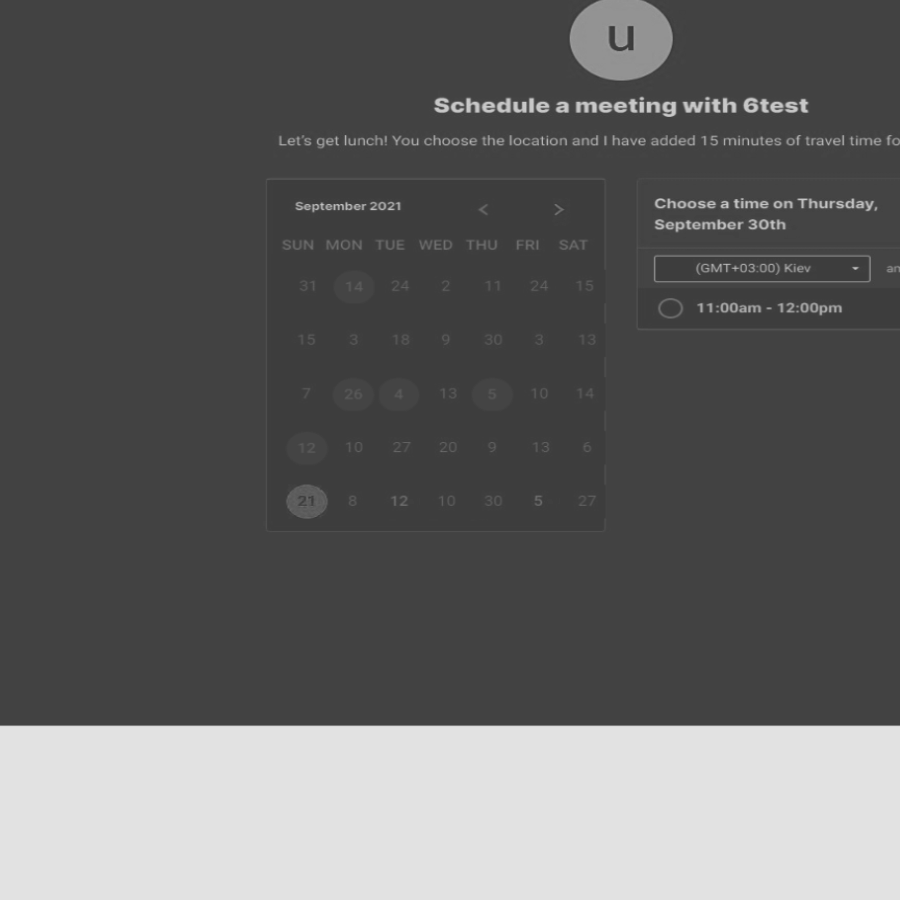 u
Schedule a meeting with 6test
Let's get lunch! You choose the location and I have added 15 minutes of travel time fo
September 2021 < >
SUN MON TUE WED THU FRI SAT
31 14 24 2 11 24 15
15 3 18 9 30 3 13
7 26 4 13 5 10 14
12 10 27 20 9 13 6
21 8 12 10 30 5 27
Choose a time on Thursday,
September 30th
(GMT+03:00) Kiev an
11:00am - 12:00pm